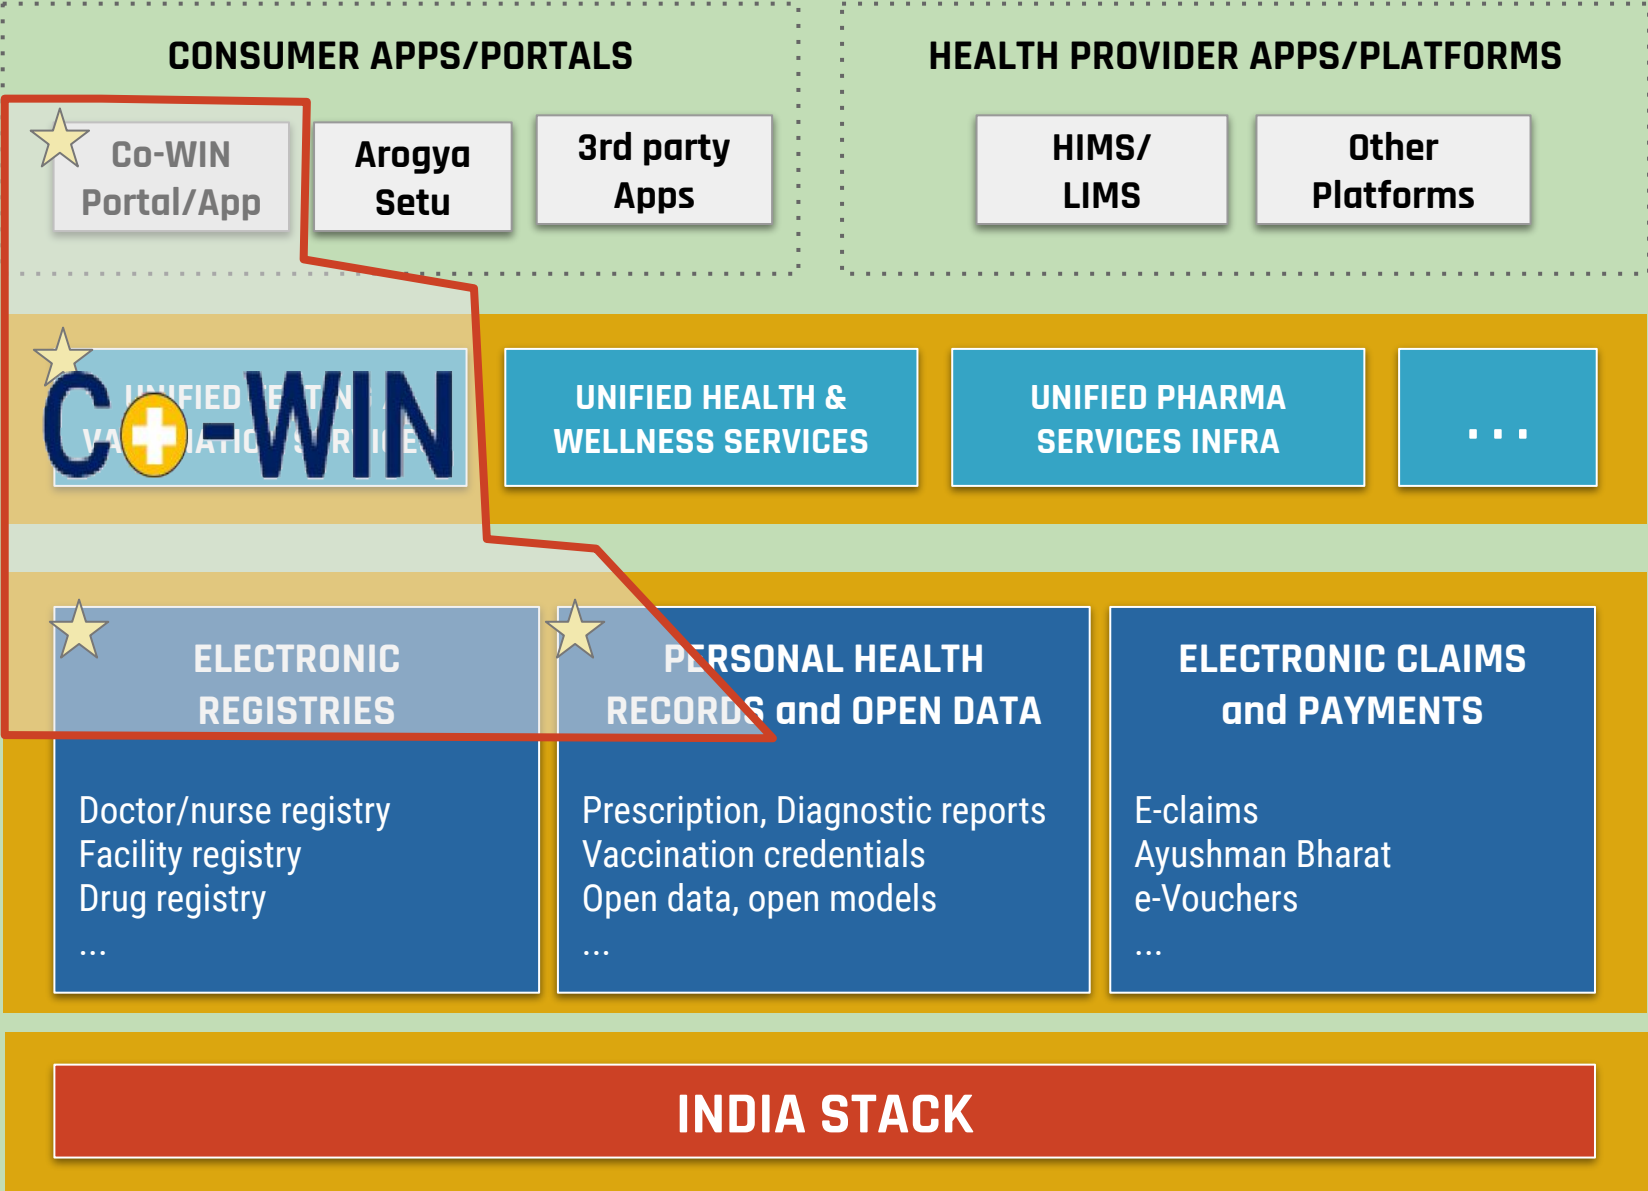 CONSUMER APPS/PORTALS
HEALTH PROVIDER APPS/PLATFORMS
Co-WIN
Portal/App
Arogya
Setu
3rd party
Apps
HIMS/
LIMS
Other
Platforms
UNIFIED
Co-WIN
UNIFIED HEALTH &
WELLNESS SERVICES
UNIFIED PHARMA
SERVICES INFRA
...
ELECTRONIC
REGISTRIES
Doctor/nurse registry
Facility registry
Drug registry
...
PERSONAL HEALTH
RECORDS and OPEN DATA
Prescription, Diagnostic reports
Vaccination credentials
Open data, open models
...
ELECTRONIC CLAIMS
and PAYMENTS
E-claims
Ayushman Bharat
e-Vouchers
...
INDIA STACK